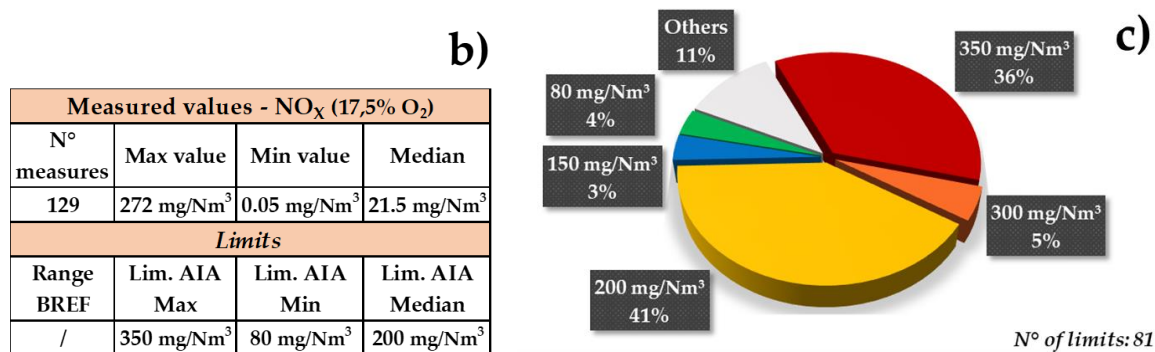 b)
Measured values - NOX (17,5% O2)
N°
measures
Max value
Min value
Median
129
272 mg/Nm³
0.05 mg/Nm³
21.5 mg/Nm³
Limits
Range
BREF
Lim. AIA
Max
Lim. AIA
Min
Lim. AIA
Median
/
350 mg/Nm³
80 mg/Nm³
200 mg/Nm³
c)
Others
11%
350 mg/Nm³
36%
80 mg/Nm³
4%
150 mg/Nm³
3%
300 mg/Nm³
5%
200 mg/Nm³
41%
N° of limits: 81